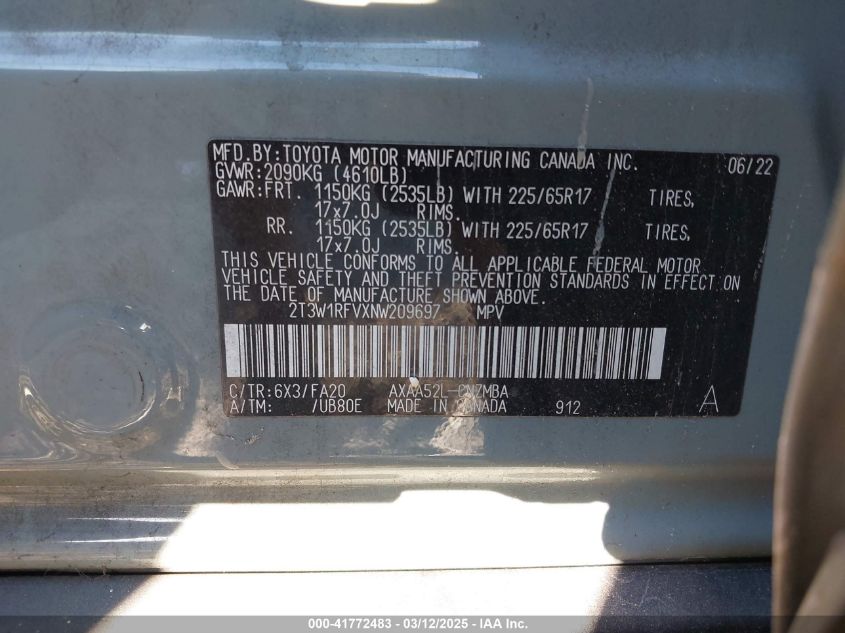 MFD.BY:TOYOTA MOTOR MANUFACTURING CANADA INC. 06/22
GVWR:2090KG (4610LB)
GAWR:FRT. 1150KG (2535LB) WITH 225/65R17 TIRES,
17x7.0J RIMS.
RR. 1150KG (2535LB) WITH 225/65R17 TIRES,
17x7.0J RIMS.
THIS VEHICLE CONFORMS TO ALL APPLICABLE FEDERAL MOTOR
VEHICLE SAFETY AND THEFT PREVENTION STANDARDS IN EFFECT ON
THE DATE OF MANUFACTURE SHOWN ABOVE.
2T3W1RFVXNW209697 MPV
C/TR:6X3/FA20 AXAA52L-
A/TM: /UB80E MADE IN CANADA 912 A
000-41772483 - 03/12/2025 - IAA Inc.